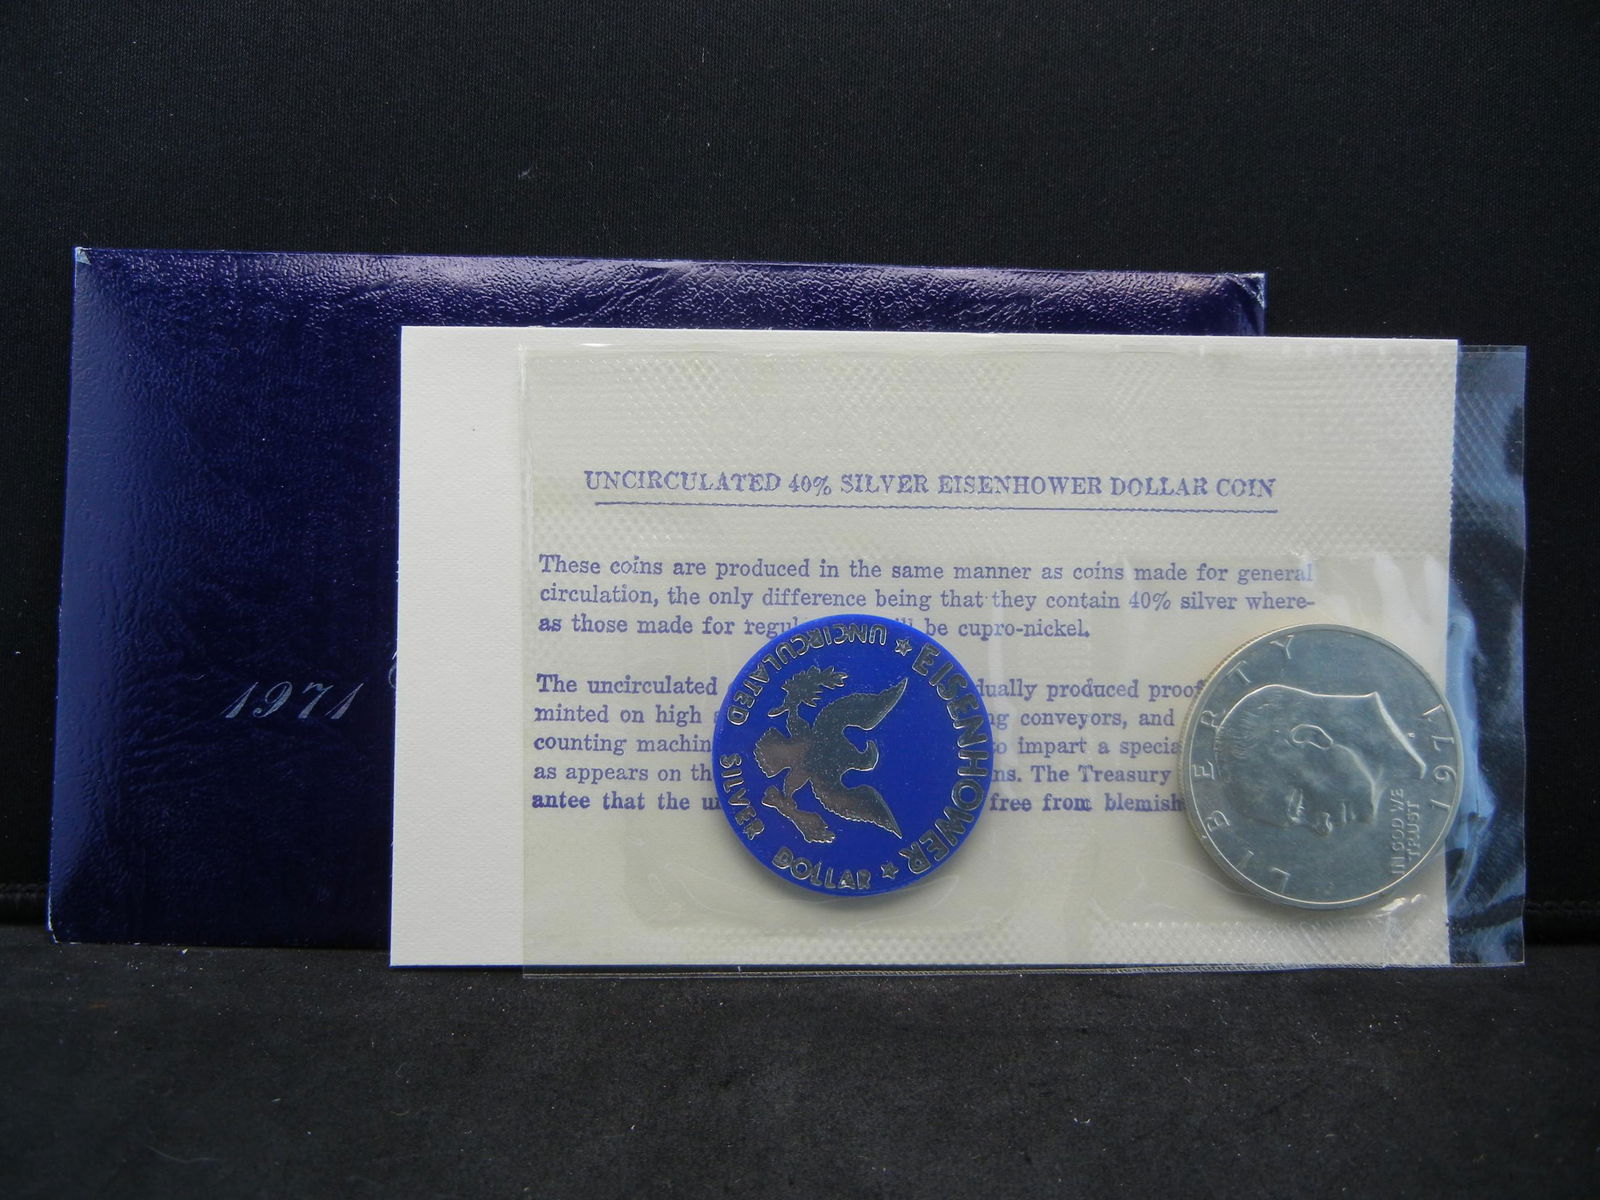 1971
UNCIRCULATED 40% SILVER EISENHOWER DOLLAR COIN
These coins are produced in the same manner as coins made for general
circulation, the only difference being that they contain 40% silver where-
as those made for regul be cupro-nickel.
The uncirculated dually produced proof
minted on high s ng conveyors, and
counting machin to impart a specia
as appears on th ns. The Treasury
antee that the u free from blemish
EISENHOWER
UNCIRCULATED
SILVER
DOLLAR
LIBERTY
IN GOD WE
TRUST
1971